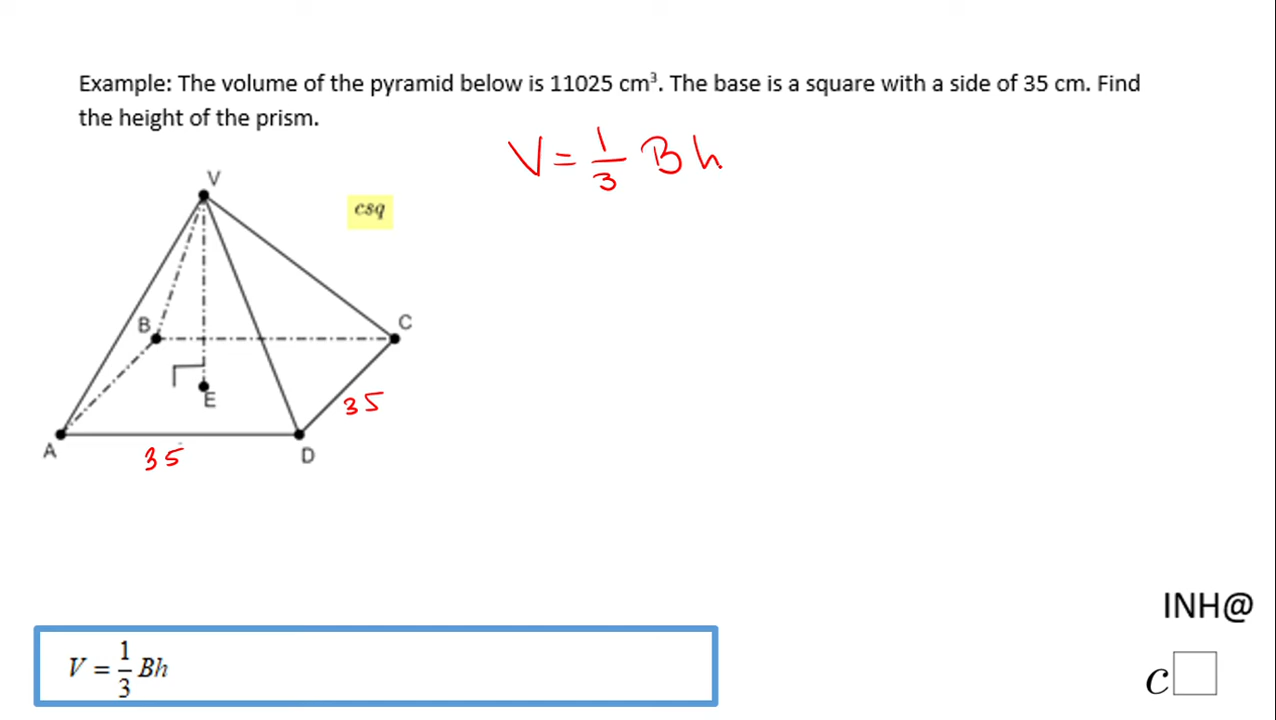 Example: The volume of the pyramid below is 11025 cm³. The base is a square with a side of 35 cm. Find
the height of the prism.
V = 1/3 B h
V
csq
B
C
E
35
A
35
D
INH@
V = 1/3 Bh
c